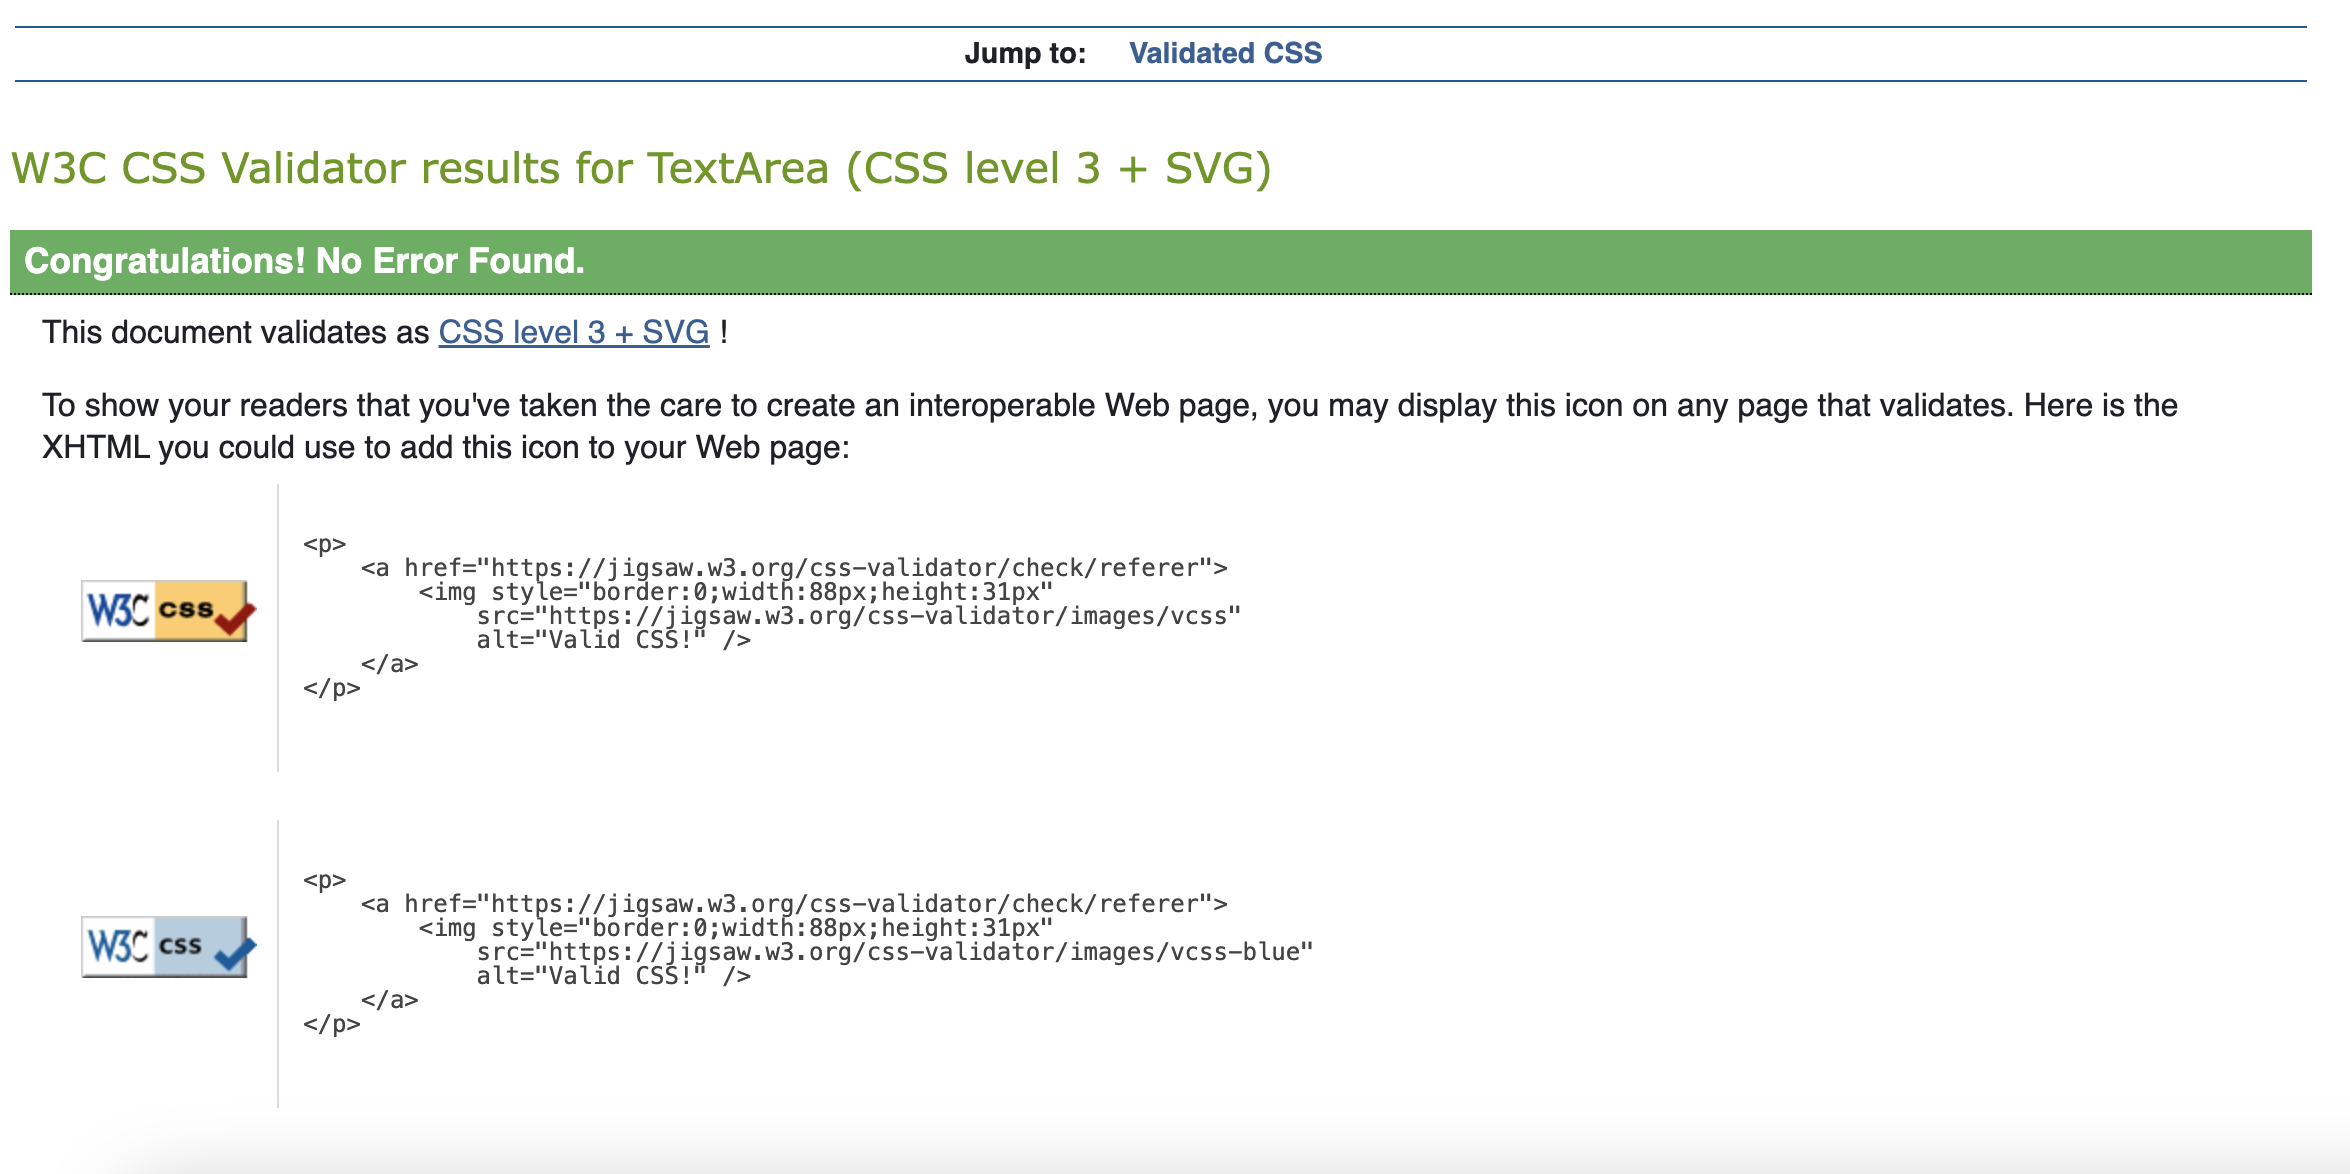 Jump to: Validated CSS
W3C CSS Validator results for TextArea (CSS level 3 + SVG)
Congratulations! No Error Found.
This document validates as CSS level 3 + SVG !
To show your readers that you've taken the care to create an interoperable Web page, you may display this icon on any page that validates. Here is the
XHTML you could use to add this icon to your Web page:
W3C css
<p>
    <a href="https://jigsaw.w3.org/css-validator/check/referer">
        <img style="border:0;width:88px;height:31px"
            src="https://jigsaw.w3.org/css-validator/images/vcss"
            alt="Valid CSS!" />
    </a>
</p>
W3C css
<p>
    <a href="https://jigsaw.w3.org/css-validator/check/referer">
        <img style="border:0;width:88px;height:31px"
            src="https://jigsaw.w3.org/css-validator/images/vcss-blue"
            alt="Valid CSS!" />
    </a>
</p>